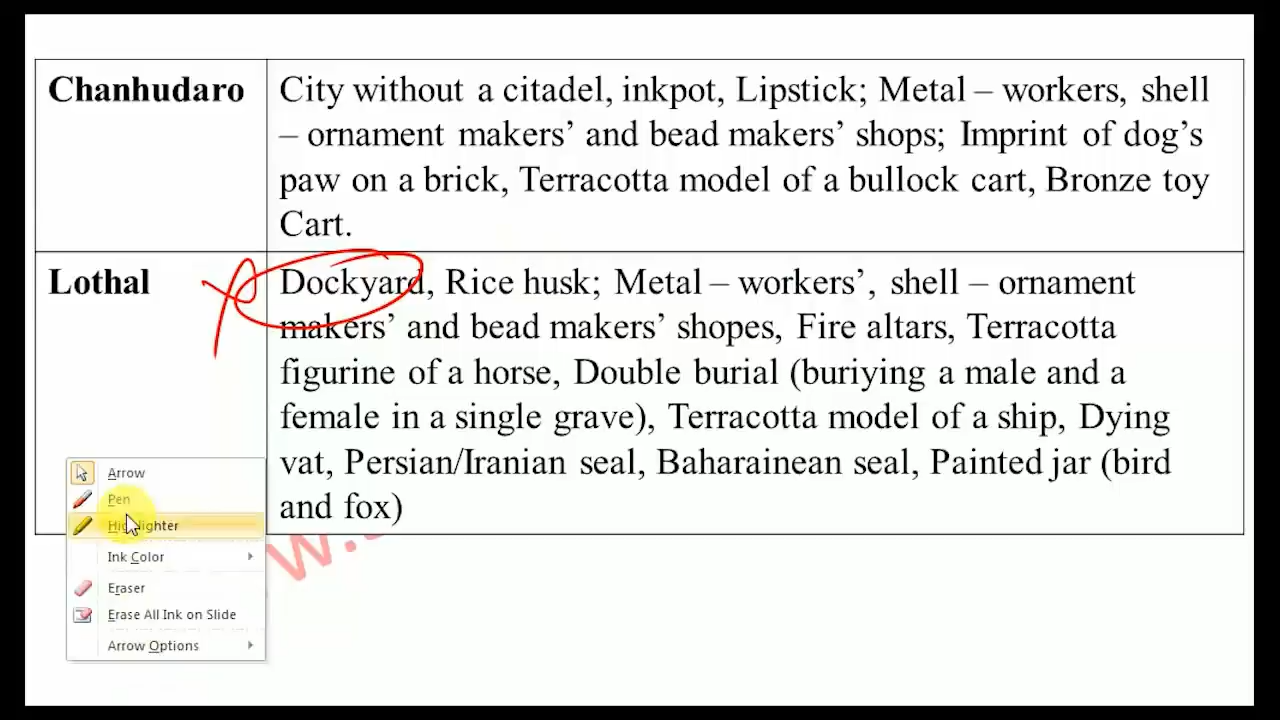 Chanhudaro
City without a citadel, inkpot, Lipstick; Metal – workers, shell
– ornament makers’ and bead makers’ shops; Imprint of dog’s
paw on a brick, Terracotta model of a bullock cart, Bronze toy
Cart.
Lothal
Dockyard, Rice husk; Metal – workers’, shell – ornament
makers’ and bead makers’ shopes, Fire altars, Terracotta
figurine of a horse, Double burial (buriying a male and a
female in a single grave), Terracotta model of a ship, Dying
vat, Persian/Iranian seal, Baharainean seal, Painted jar (bird
and fox)
Arrow
Pen
Highlighter
Ink Color
Eraser
Erase All Ink on Slide
Arrow Options